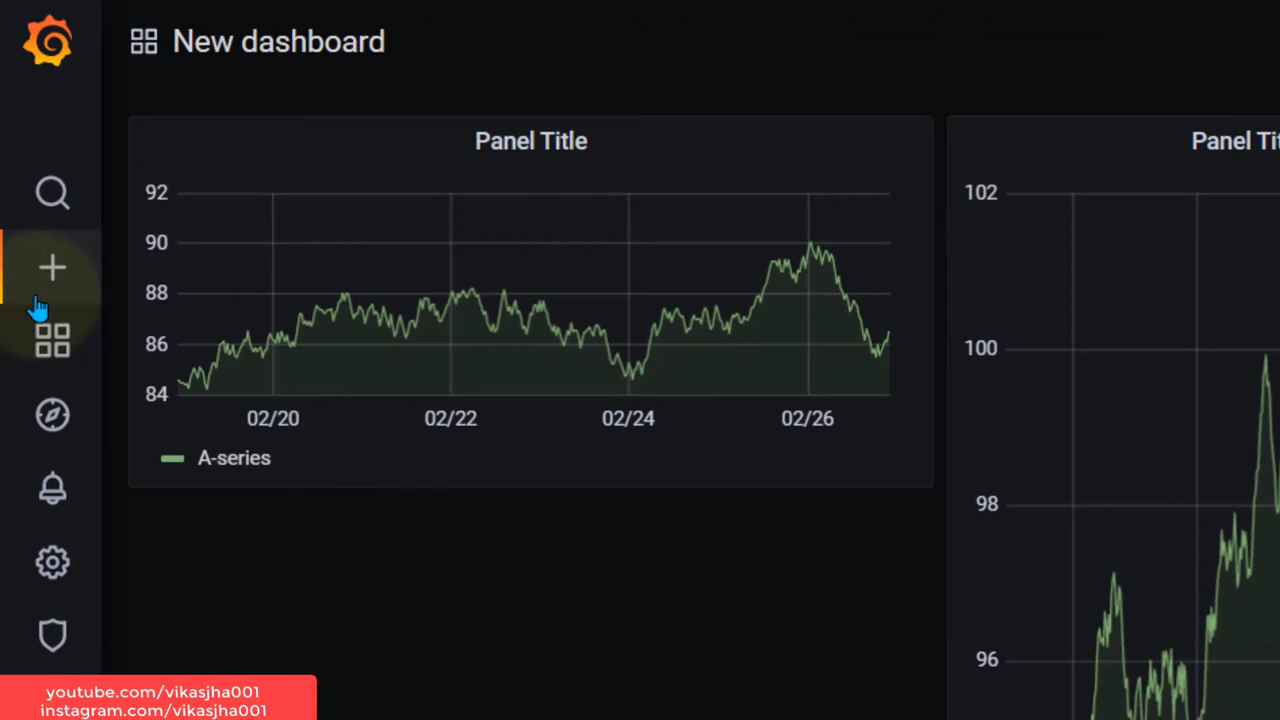 New dashboard
Panel Title
92
90
88
86
84
02/20
02/22
02/24
02/26
A-series
Panel Ti
102
100
98
96
youtube.com/vikasjha001
instagram.com/vikasjha001